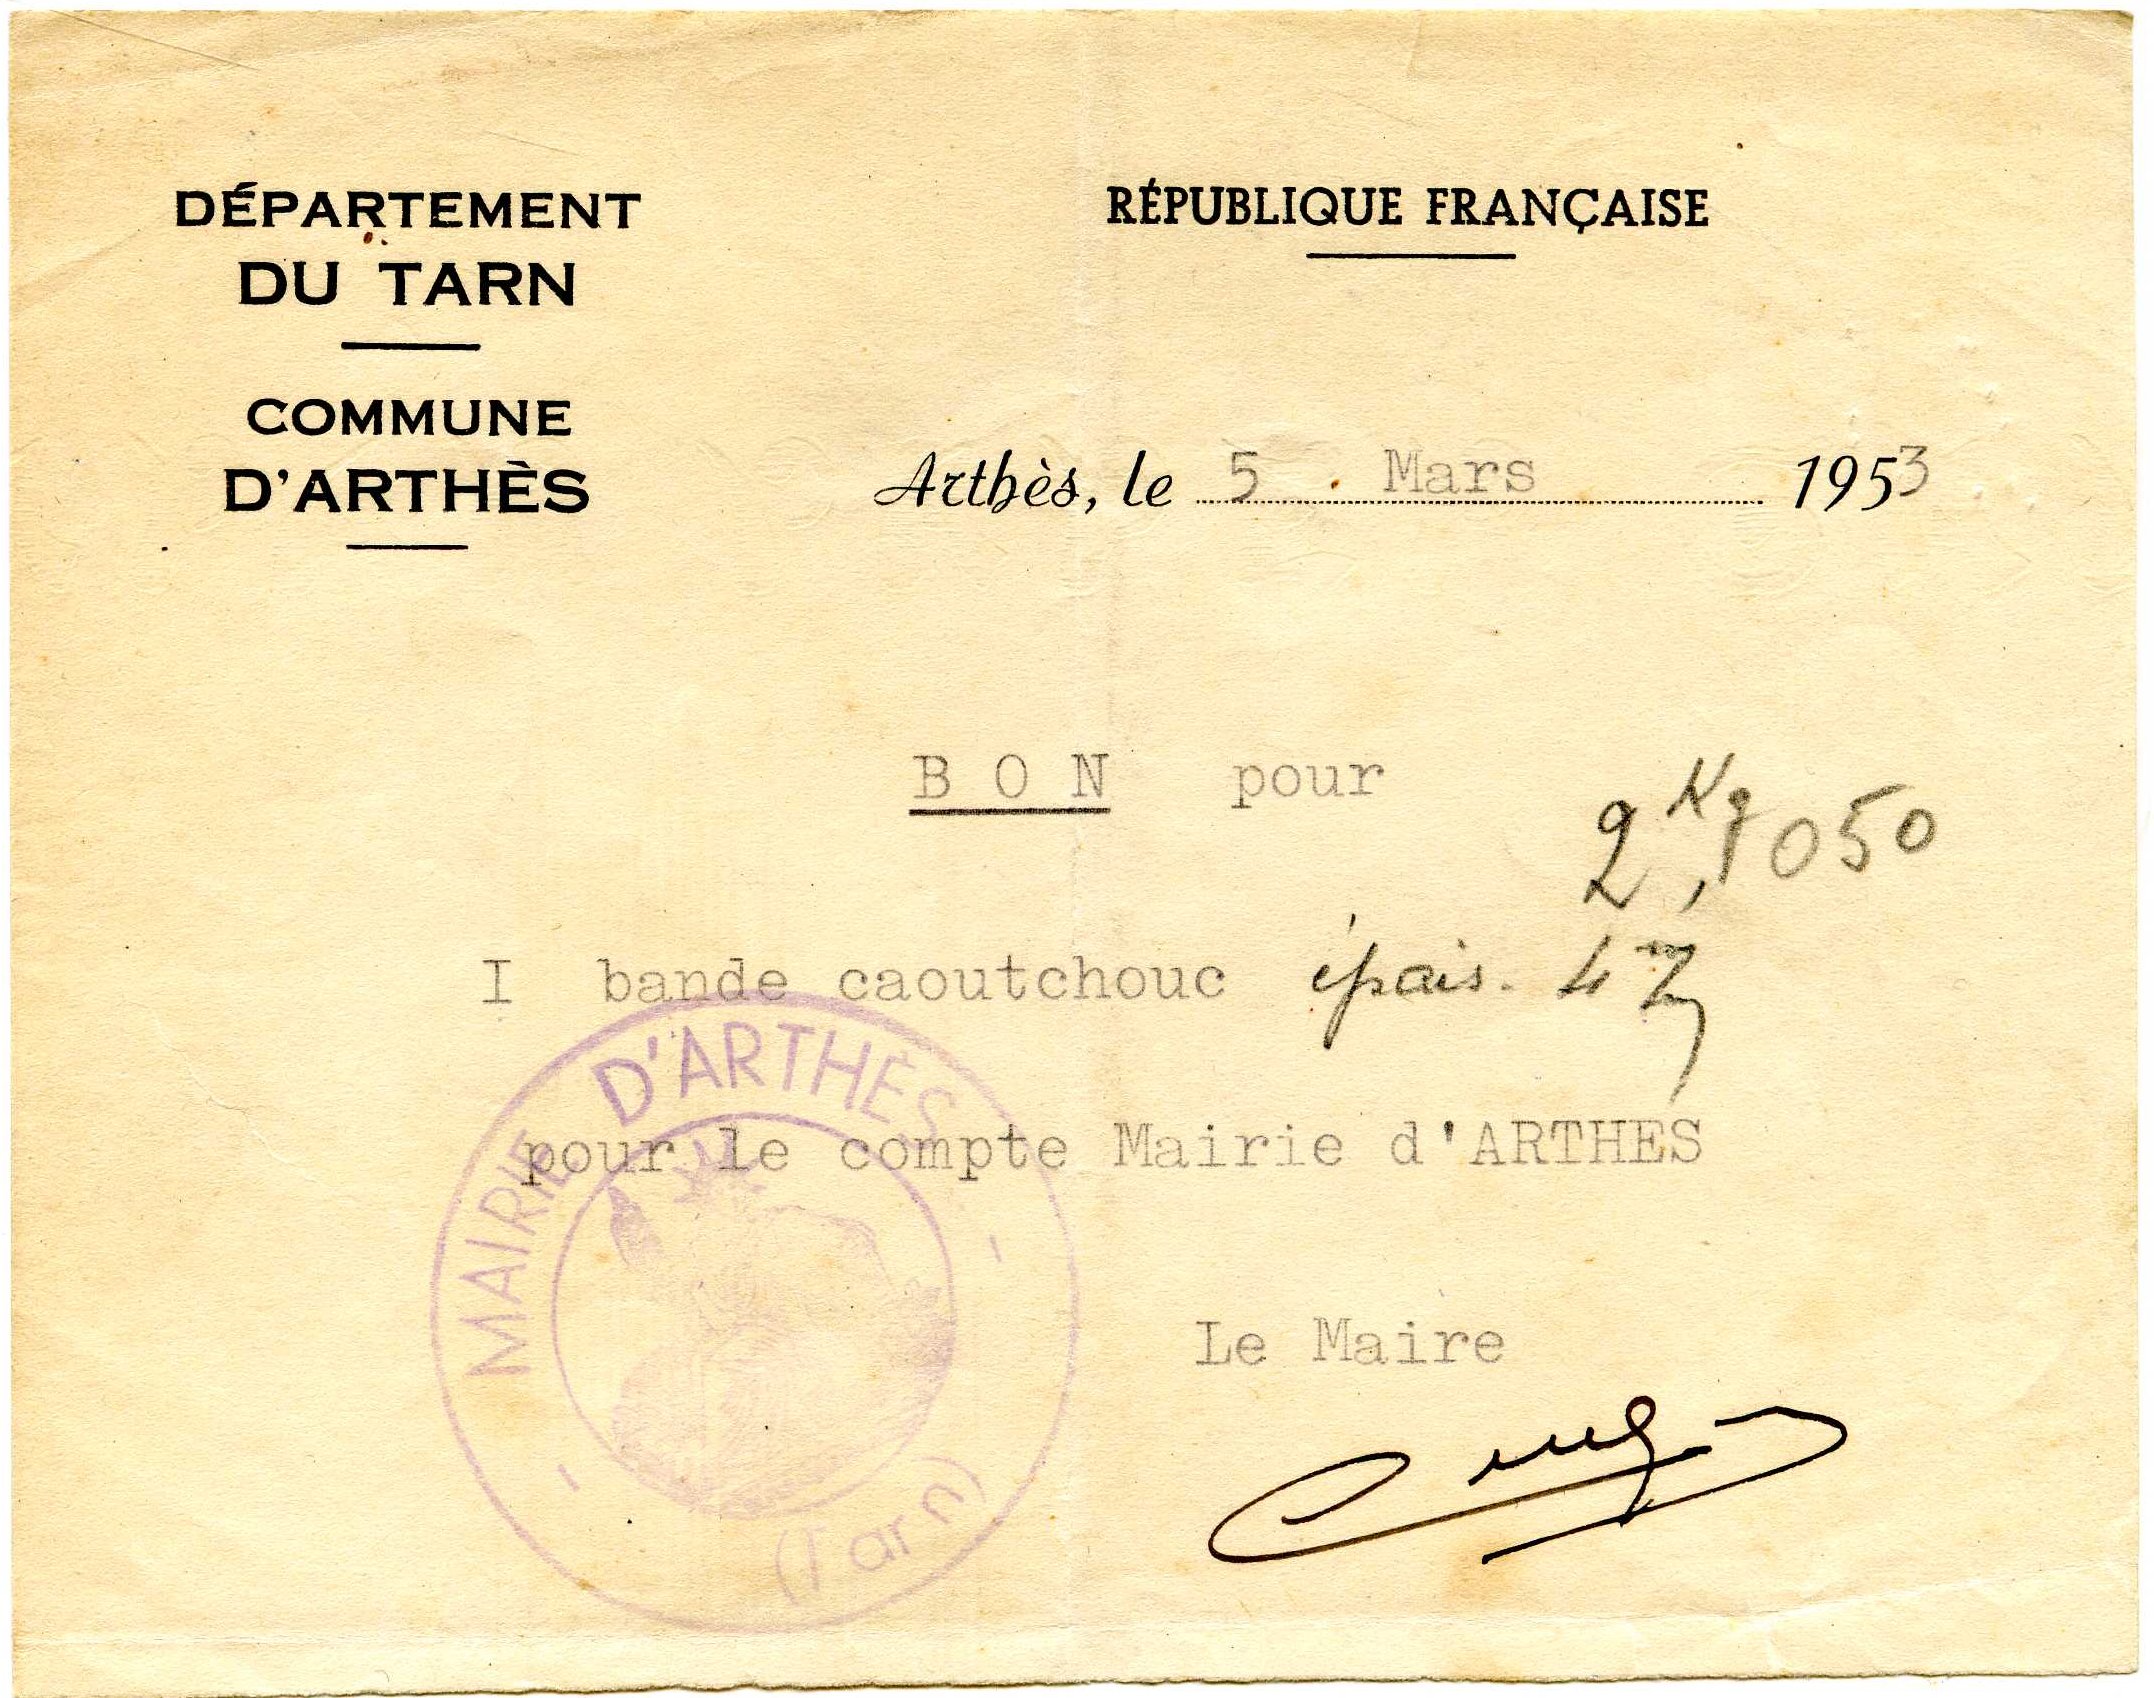 DÉPARTEMENT
DU TARN
COMMUNE
D'ARTHÈS
RÉPUBLIQUE FRANÇAISE
Arthès, le 5 Mars 1953
B O N pour
2 Kg, 050
I bande caoutchouc épais. 4 m/m
pour le compte Mairie d'ARTHES
Le Maire
MAIRIE D'ARTHÈS
(Tarn)